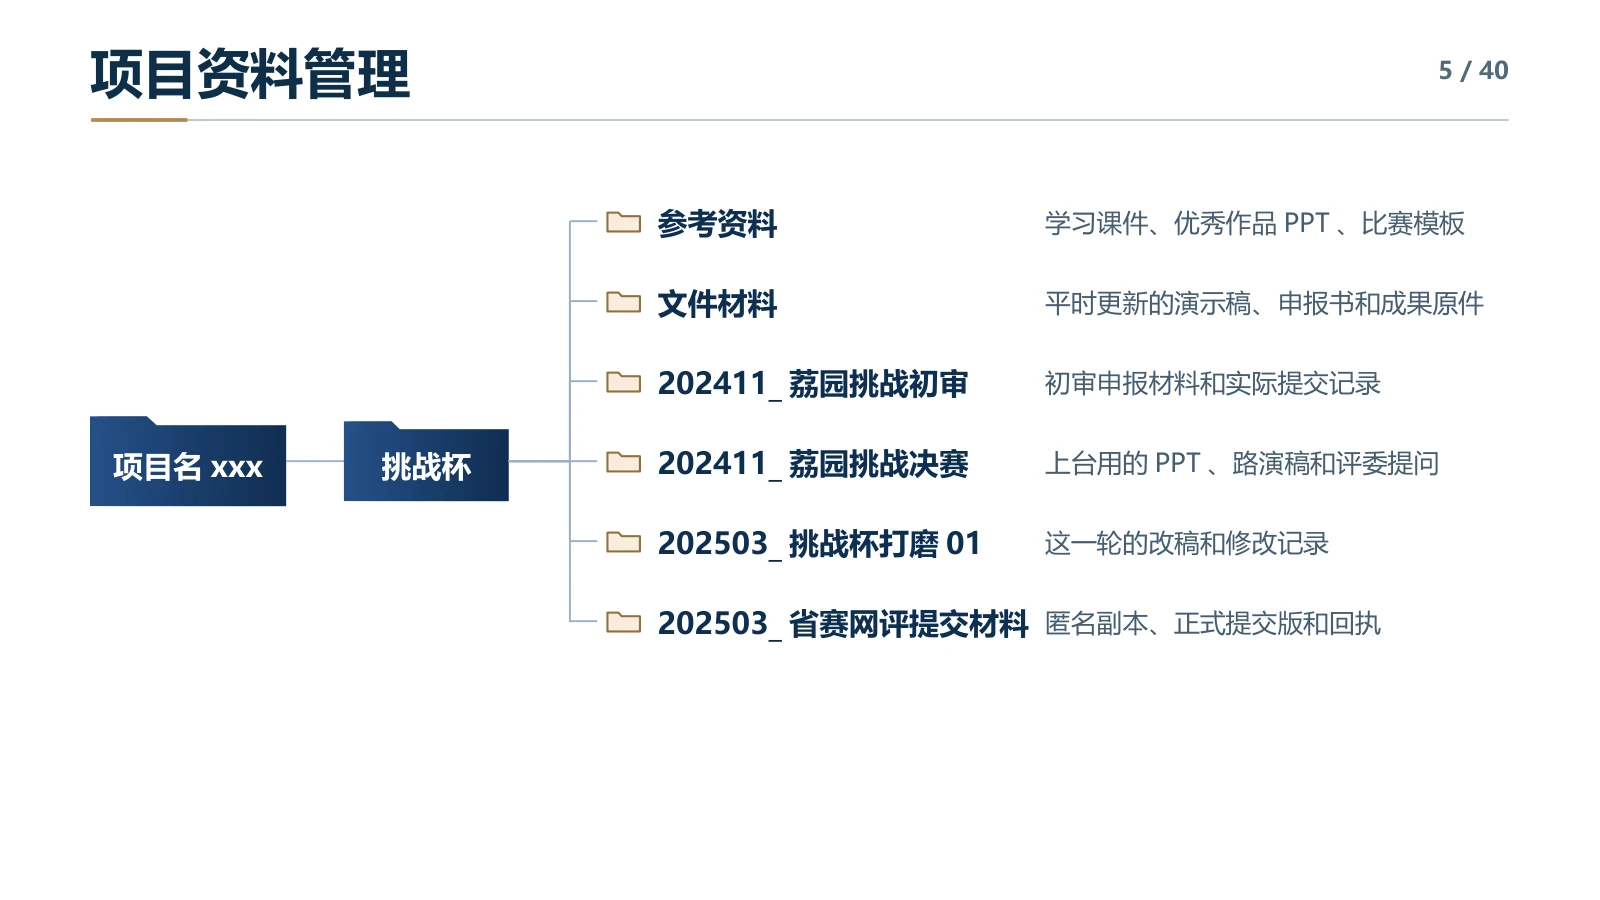 项目资料管理
5 / 40
参考资料 学习课件、优秀作品 PPT 、比赛模板
文件材料 平时更新的演示稿、申报书和成果原件
202411_ 荔园挑战初审 初审申报材料和实际提交记录
项目名 xxx
挑战杯
202411_ 荔园挑战决赛 上台用的 PPT 、路演稿和评委提问
202503_ 挑战杯打磨 01 这一轮的改稿和修改记录
202503_ 省赛网评提交材料 匿名副本、正式提交版和回执